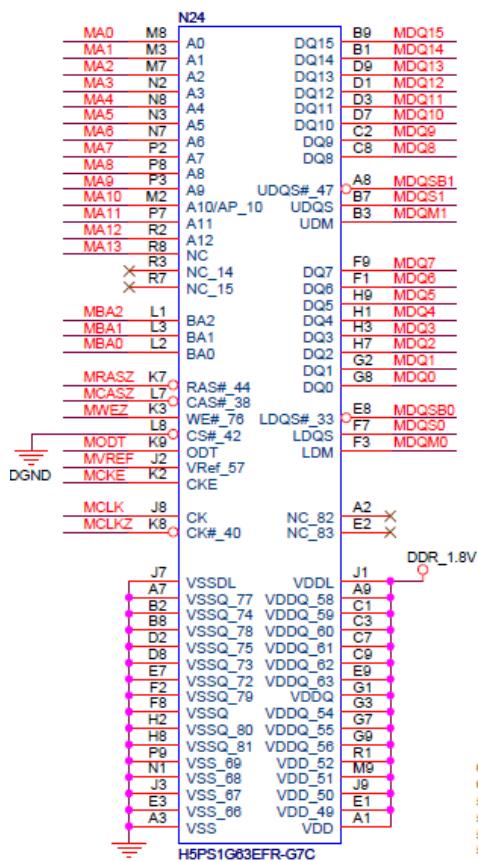 N24
MA0 M8 A0 DQ15 B9 MDQ15
MA1 M3 A1 DQ14 B1 MDQ14
MA2 M7 A2 DQ13 D9 MDQ13
MA3 N2 A3 DQ12 D1 MDQ12
MA4 N8 A4 DQ11 D3 MDQ11
MA5 N3 A5 DQ10 D7 MDQ10
MA6 N7 A6 DQ9 C2 MDQ9
MA7 P2 A7 DQ8 C8 MDQ8
MA8 P8 A8
MA9 P3 A9 UDQS#_47 A8 MDQSB1
MA10 M2 A10/AP_10 UDQS B7 MDQS1
MA11 P7 A11 UDM B3 MDQM1
MA12 R2 A12
MA13 R8 NC
R3 NC_14 DQ7 F9 MDQ7
R7 NC_15 DQ6 F1 MDQ6
DQ5 H9 MDQ5
MBA2 L1 BA2 DQ4 H1 MDQ4
MBA1 L3 BA1 DQ3 H3 MDQ3
MBA0 L2 BA0 DQ2 H7 MDQ2
DQ1 G2 MDQ1
MRASZ K7 RAS#_44 DQ0 G8 MDQ0
MCASZ L7 CAS#_38
MWEZ K3 WE#_76 LDQS#_33 E8 MDQSB0
L8 CS#_42 LDQS F7 MDQS0
MODT K9 ODT LDM F3 MDQM0
MVREF J2 VRef_57
MCKE K2 CKE
DGND
MCLK J8 CK NC_82 A2
MCLKZ K8 CK#_40 NC_83 E2
DDR_1.8V
J7 VSSDL VDDL J1
A7 VSSQ_77 VDDQ_58 A9
B2 VSSQ_74 VDDQ_59 C1
B8 VSSQ_78 VDDQ_60 C3
D2 VSSQ_75 VDDQ_61 C7
D8 VSSQ_73 VDDQ_62 C9
E7 VSSQ_72 VDDQ_63 E9
F2 VSSQ_79 VDDQ G1
F8 VSSQ VDDQ_54 G3
H2 VSSQ_80 VDDQ_55 G7
H8 VSSQ_81 VDDQ_56 G9
P9 VSS_69 VDD_52 R1
N1 VSS_68 VDD_51 M9
J3 VSS_67 VDD_50 J9
E3 VSS_66 VDD_49 E1
A3 VSS VDD A1
H5PS1G63EFR-G7C